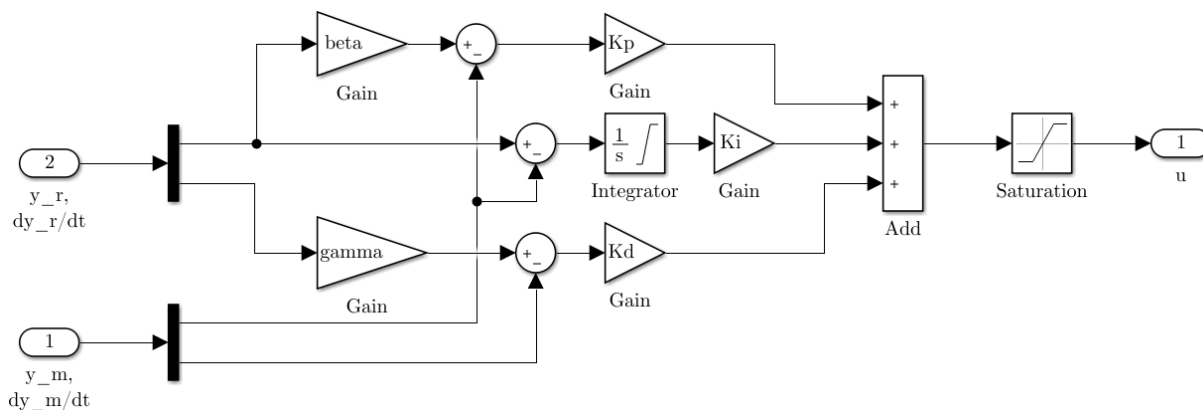 beta
+
−
Gain
Kp
Gain
2
y_r,
dy_r/dt
+
−
1
s
Integrator
Ki
Gain
+
+
+
Add
Saturation
1
u
gamma
Gain
+
−
Kd
Gain
1
y_m,
dy_m/dt